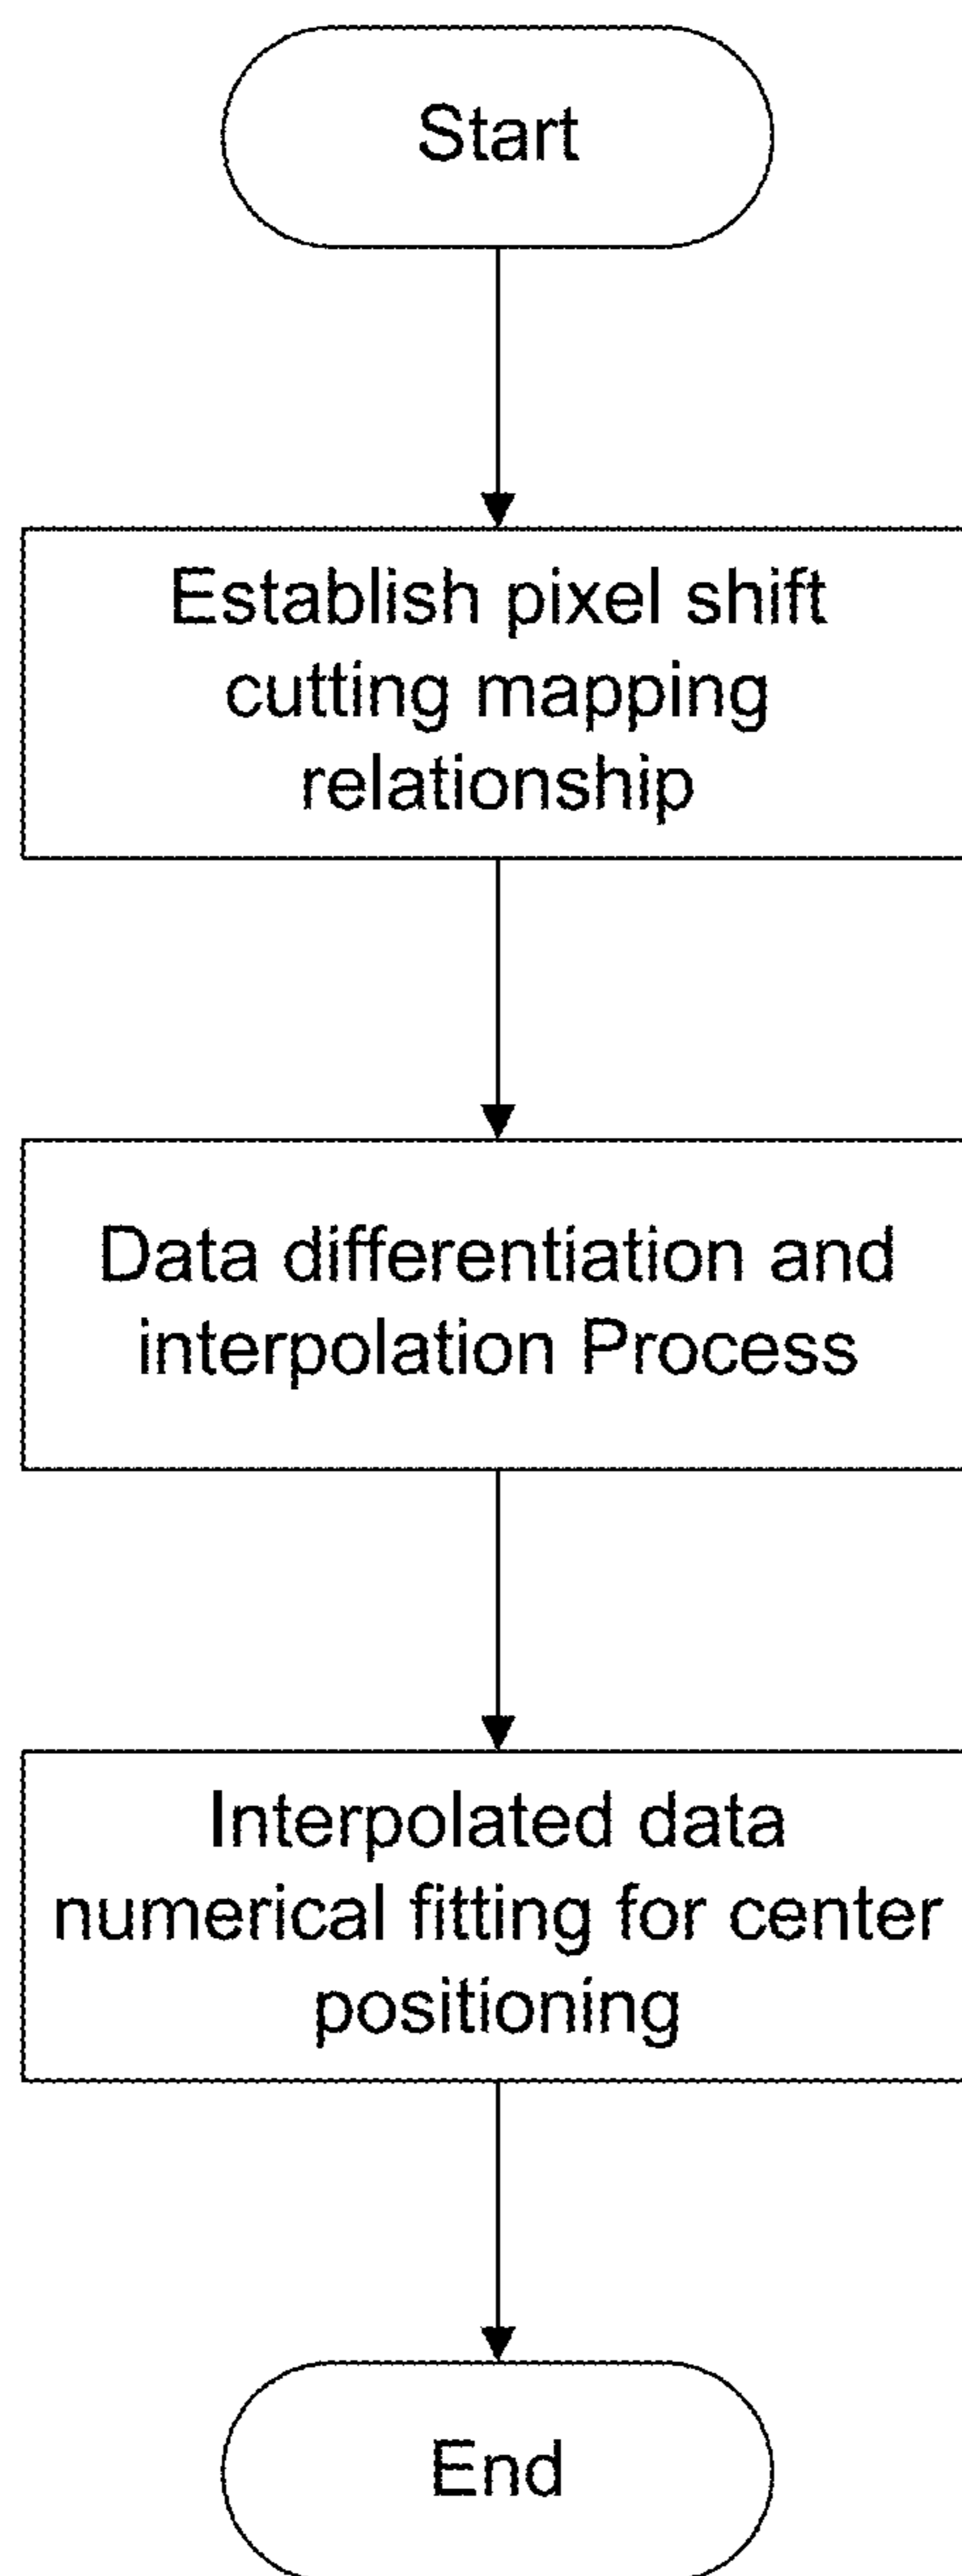 Start
Establish pixel shift
cutting mapping
relationship
Data differentiation and
interpolation Process
Interpolated data
numerical fitting for center
positioning
End